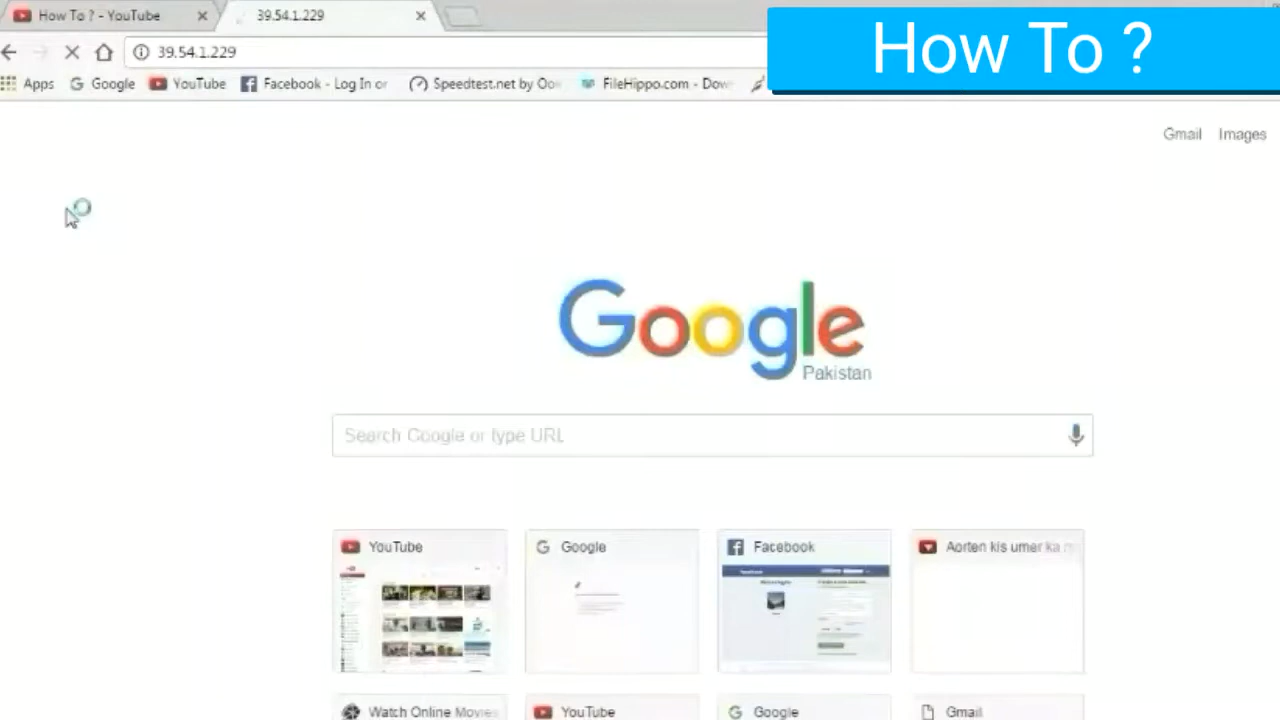 How To ? - YouTube
39.54.1.229
How To ?
39.54.1.229
Apps Google YouTube Facebook - Log In or Speedtest.net by Oo FileHippo.com - Dow
Gmail Images
Google
Pakistan
Search Google or type URL
YouTube Google Facebook Aorten kis umer ka
Watch Online Movies YouTube Google Gmail